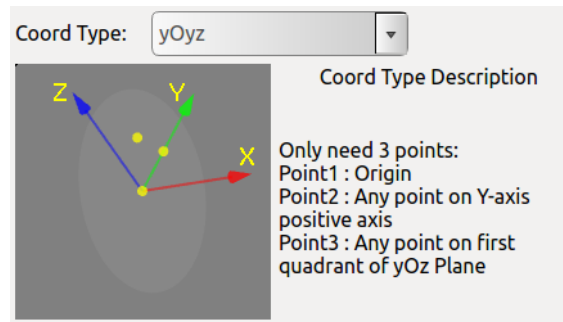 Coord Type: yOyz
Coord Type Description
Z
Y
X
Only need 3 points:
Point1 : Origin
Point2 : Any point on Y-axis
positive axis
Point3 : Any point on first
quadrant of yOz Plane